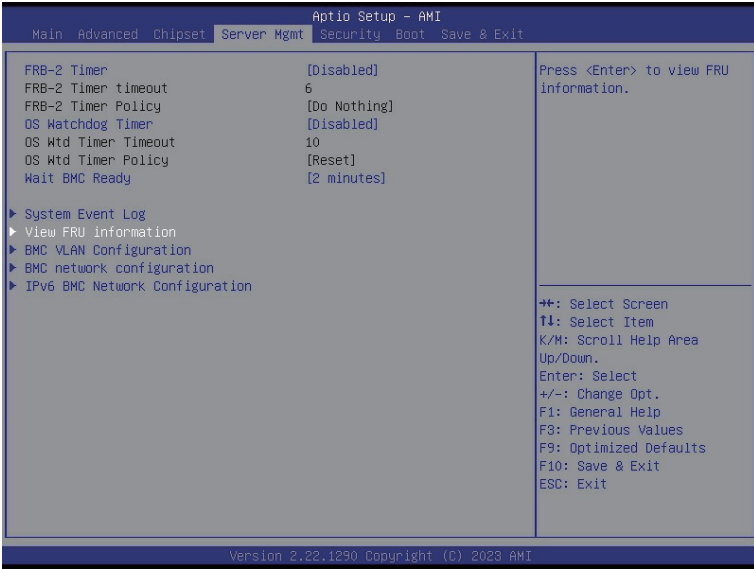 Aptio Setup - AMI
Main Advanced Chipset Server Mgmt Security Boot Save & Exit
FRB-2 Timer [Disabled]
FRB-2 Timer timeout 6
FRB-2 Timer Policy [Do Nothing]
OS Watchdog Timer [Disabled]
OS Wtd Timer Timeout 10
OS Wtd Timer Policy [Reset]
Wait BMC Ready [2 minutes]
System Event Log
View FRU information
BMC VLAN Configuration
BMC network configuration
IPv6 BMC Network Configuration
Press <Enter> to view FRU
information.
→←: Select Screen
↑↓: Select Item
K/M: Scroll Help Area
Up/Down.
Enter: Select
+/-: Change Opt.
F1: General Help
F3: Previous Values
F9: Optimized Defaults
F10: Save & Exit
ESC: Exit
Version 2.22.1290 Copyright (C) 2023 AMI